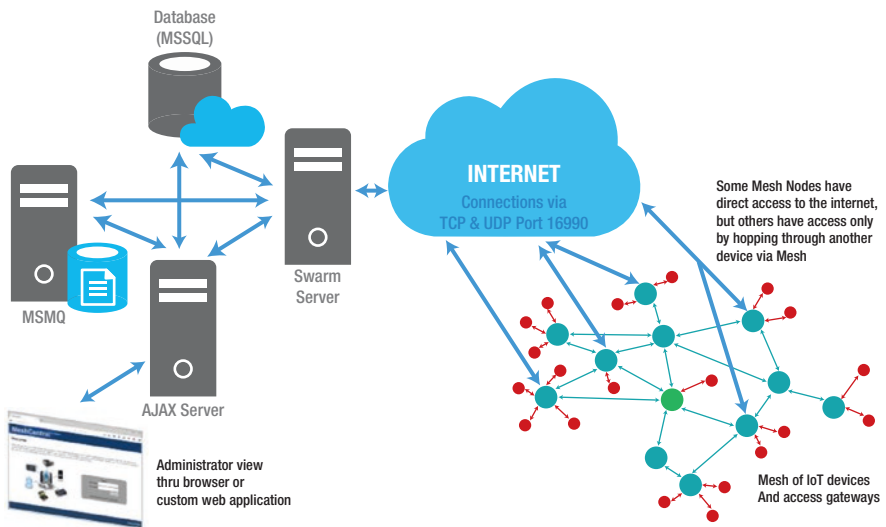 Database
(MSSQL)
INTERNET
Connections via
TCP & UDP Port 16990
Some Mesh Nodes have
direct access to the internet,
but others have access only
by hopping through another
device via Mesh
Swarm
Server
MSMQ
AJAX Server
MeshCentral
Administrator view
thru browser or
custom web application
Mesh of IoT devices
And access gateways